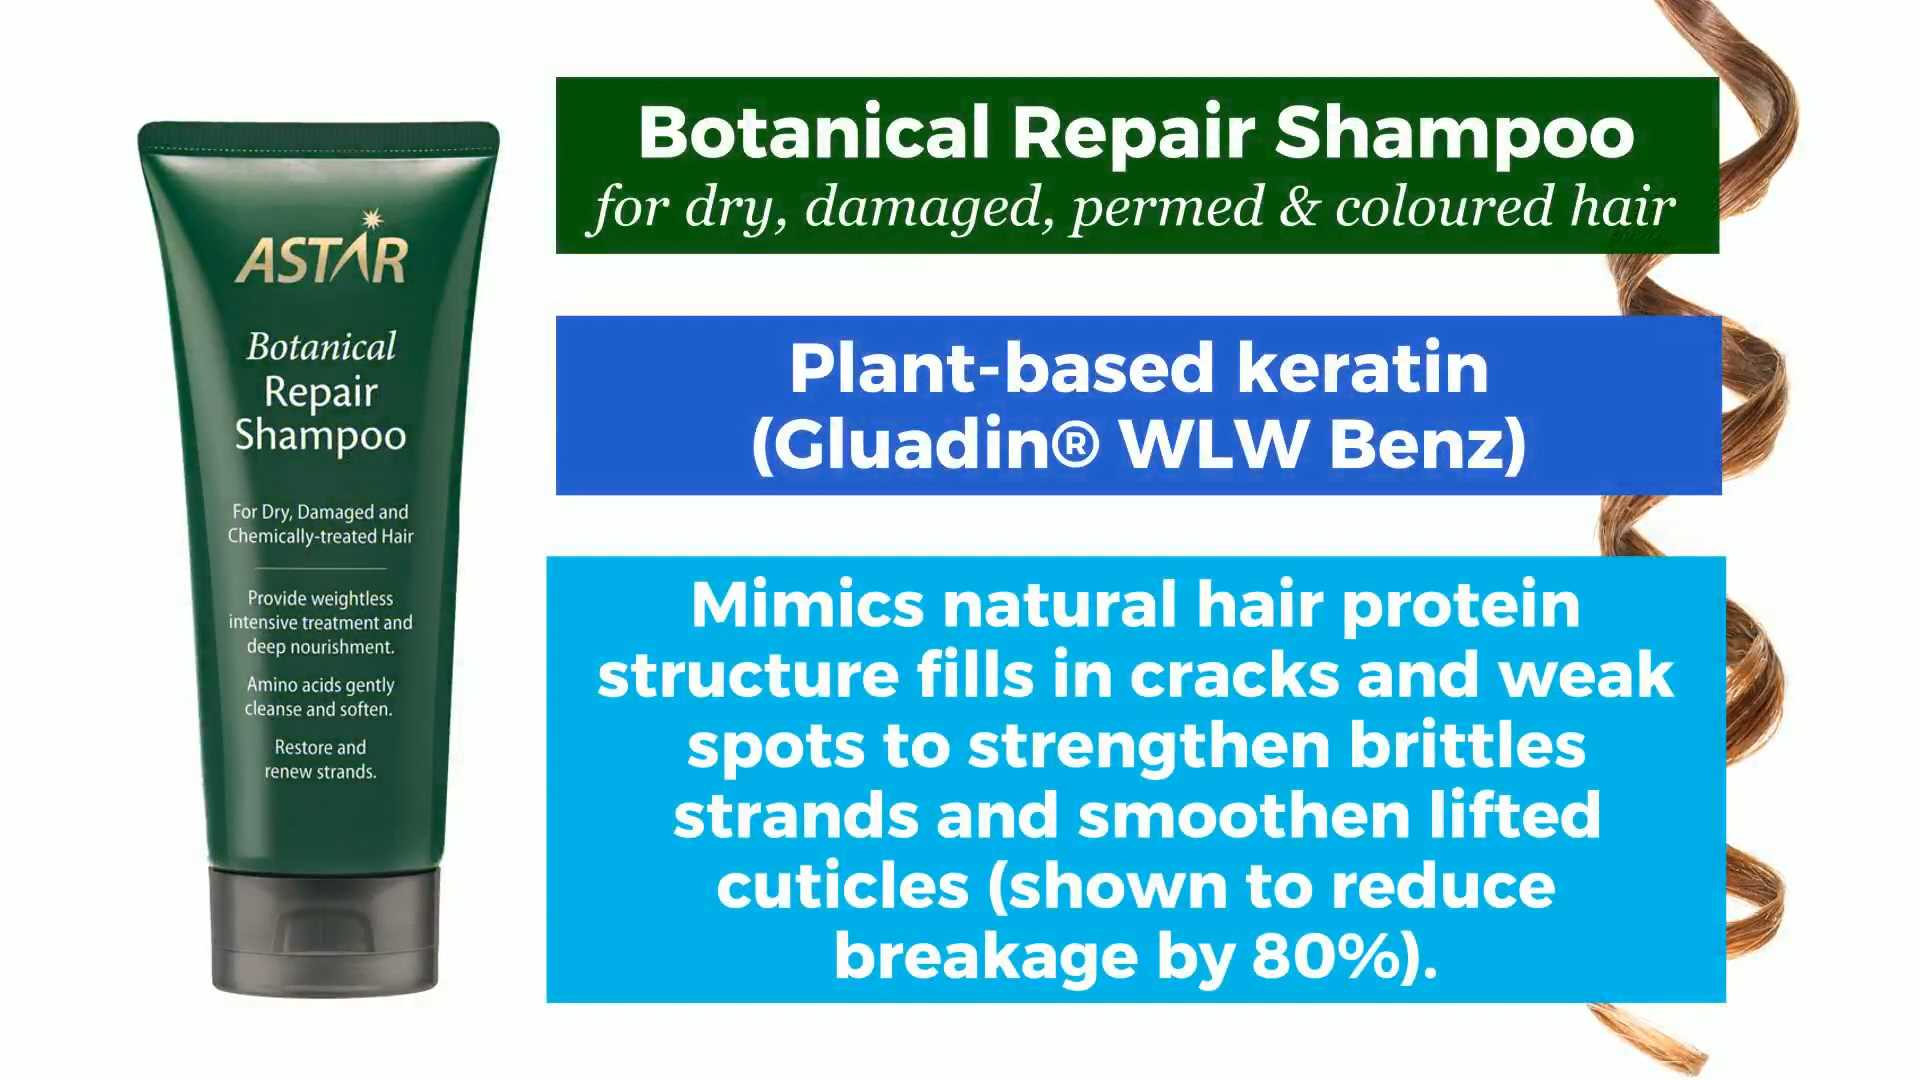 ASTAR
Botanical
Repair
Shampoo
For Dry, Damaged and
Chemically-treated Hair
Provide weightless
intensive treatment and
deep nourishment.
Amino acids gently
cleanse and soften.
Restore and
renew strands.
Botanical Repair Shampoo
for dry, damaged, permed & coloured hair
Plant-based keratin
(Gluadin® WLW Benz)
Mimics natural hair protein
structure fills in cracks and weak
spots to strengthen brittles
strands and smoothen lifted
cuticles (shown to reduce
breakage by 80%).